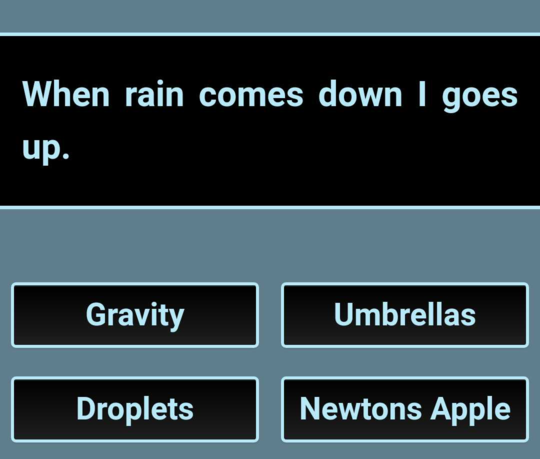 When rain comes down I goes
up.
Gravity
Umbrellas
Droplets
Newtons Apple